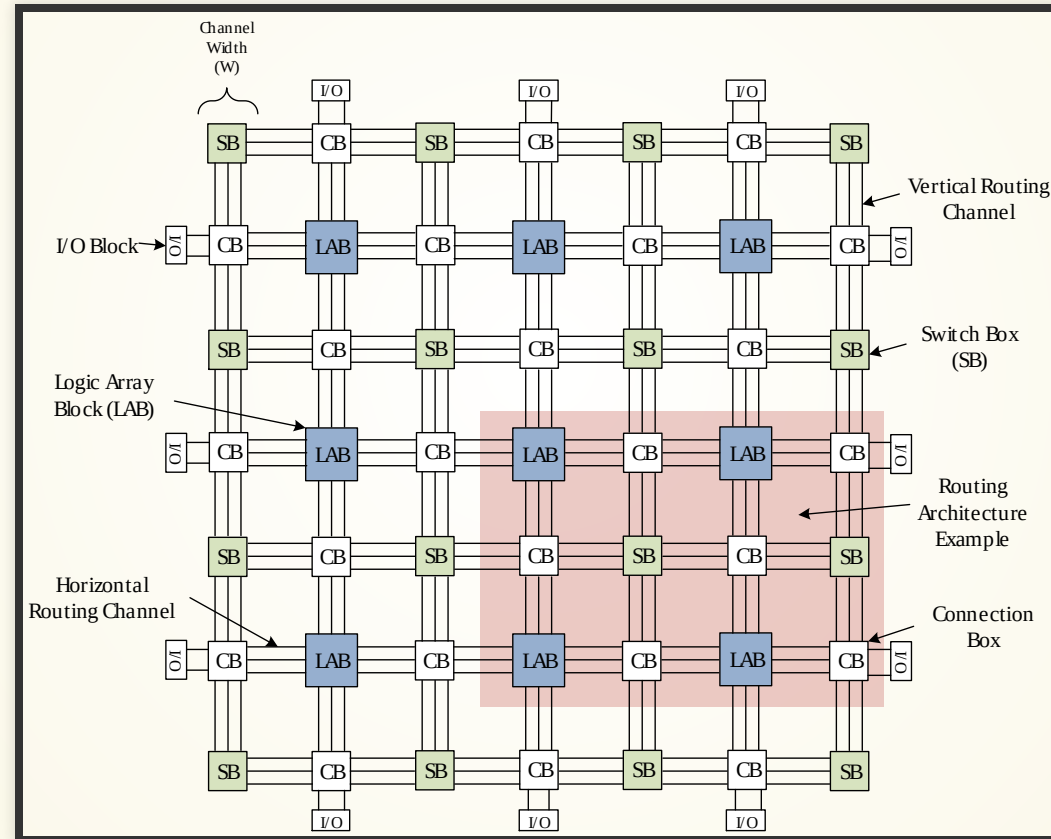 Channel
Width
(W)
I/O I/O I/O
SB CB SB CB SB CB SB
Vertical Routing
Channel
I/O Block I/O CB LAB CB LAB CB LAB CB I/O
SB CB SB CB SB CB SB
Switch Box
(SB)
Logic Array
Block (LAB)
I/O CB LAB CB LAB CB LAB CB I/O
Routing
Architecture
Example
SB CB SB CB SB CB SB
Horizontal
Routing Channel
Connection
Box
I/O CB LAB CB LAB CB LAB CB I/O
SB CB SB CB SB CB SB
I/O I/O I/O